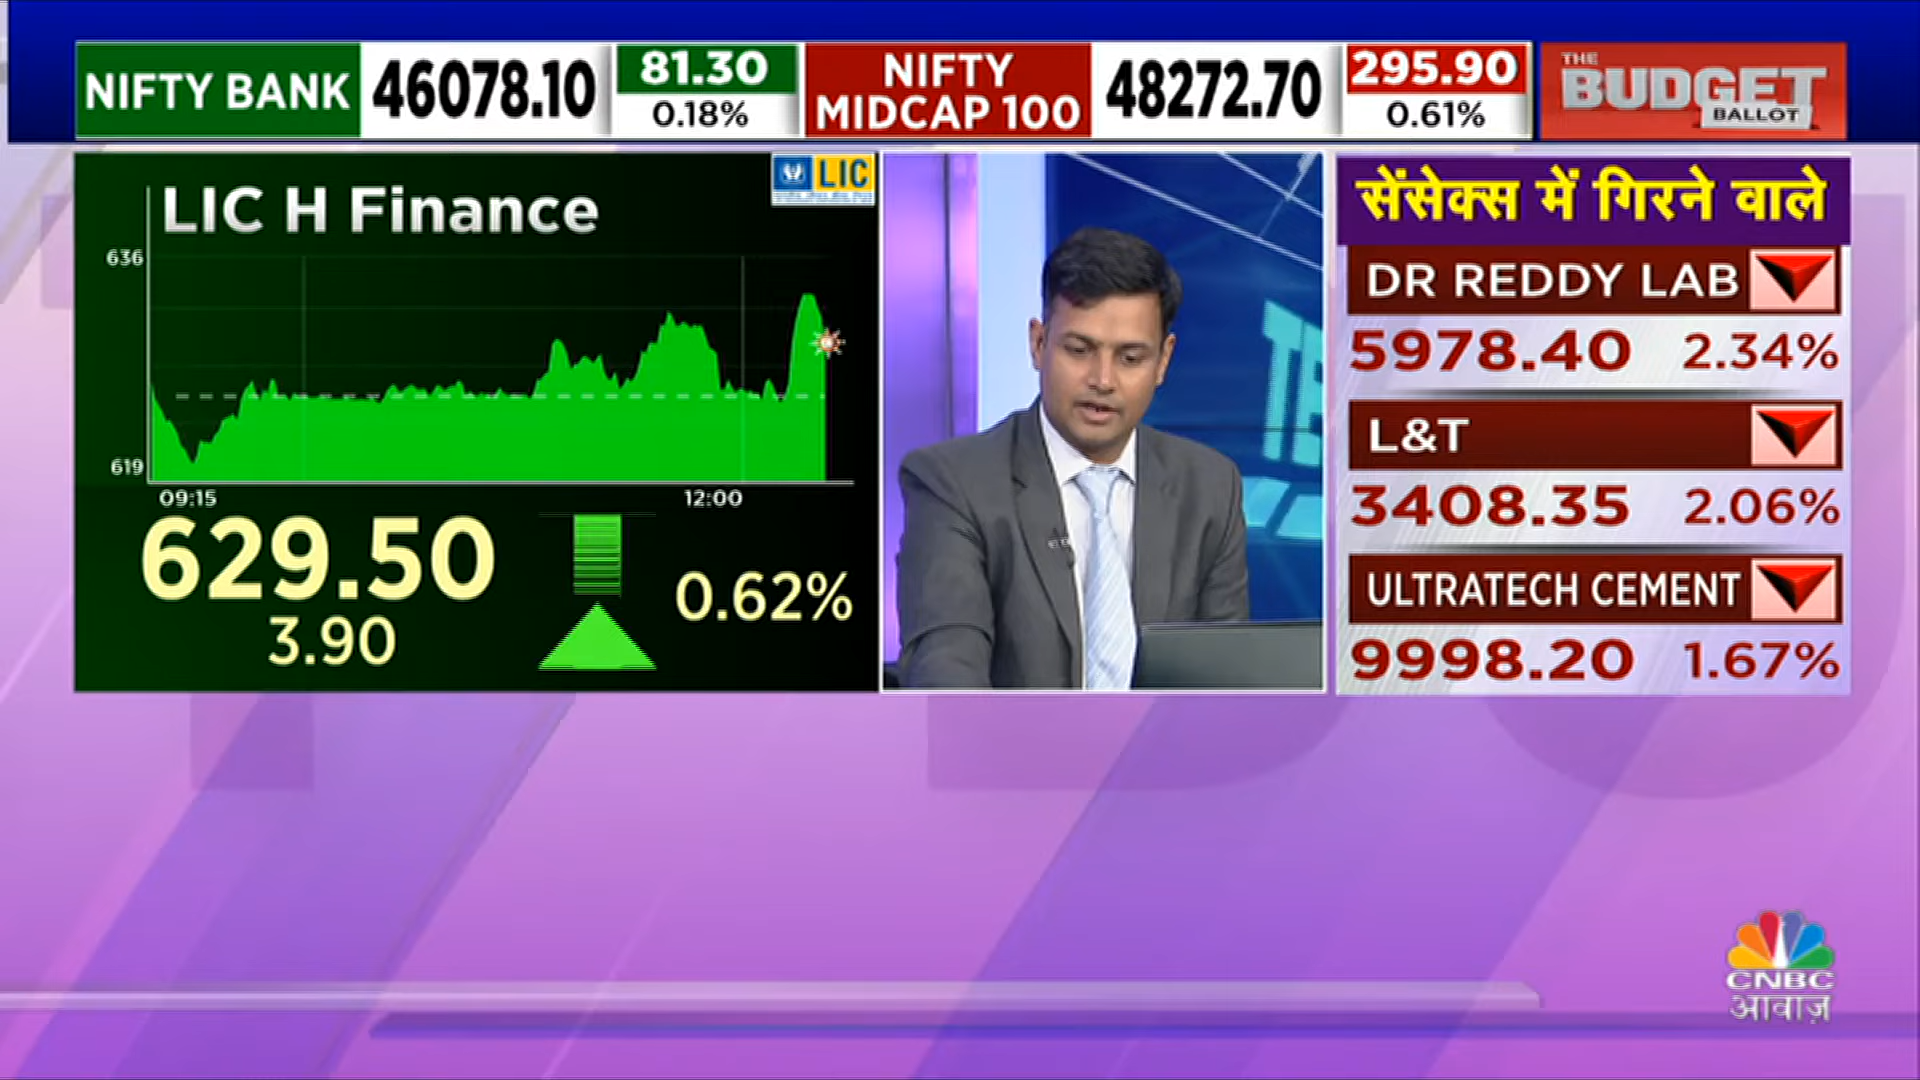 NIFTY BANK
46078.10
81.30
0.18%
NIFTY
MIDCAP 100
48272.70
295.90
0.61%
THE
BUDGET
BALLOT
LIC H Finance
LIC
636
619
09:15
12:00
629.50
3.90
0.62%
सेंसेक्स में गिरने वाले
DR REDDY LAB
5978.40
2.34%
L&T
3408.35
2.06%
ULTRATECH CEMENT
9998.20
1.67%
CNBC
आवाज़